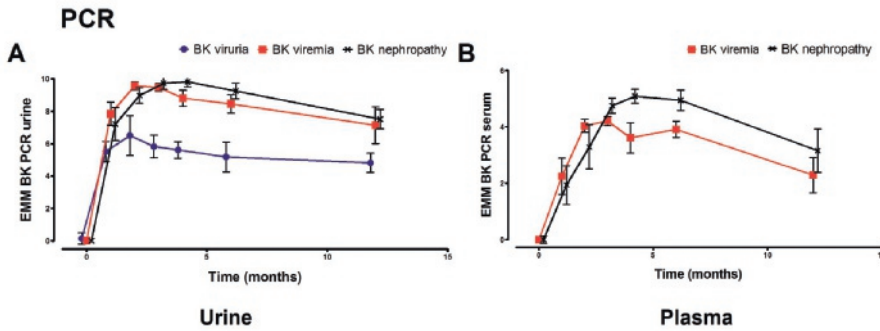 PCR
A
BK viruria BK viremia BK nephropathy
EMM BK PCR urine
10
8
6
4
2
0
0 5 10 15
Time (months)
Urine
B
BK viremia BK nephropathy
EMM BK PCR serum
6
4
2
0
0 5 10
Time (months)
Plasma